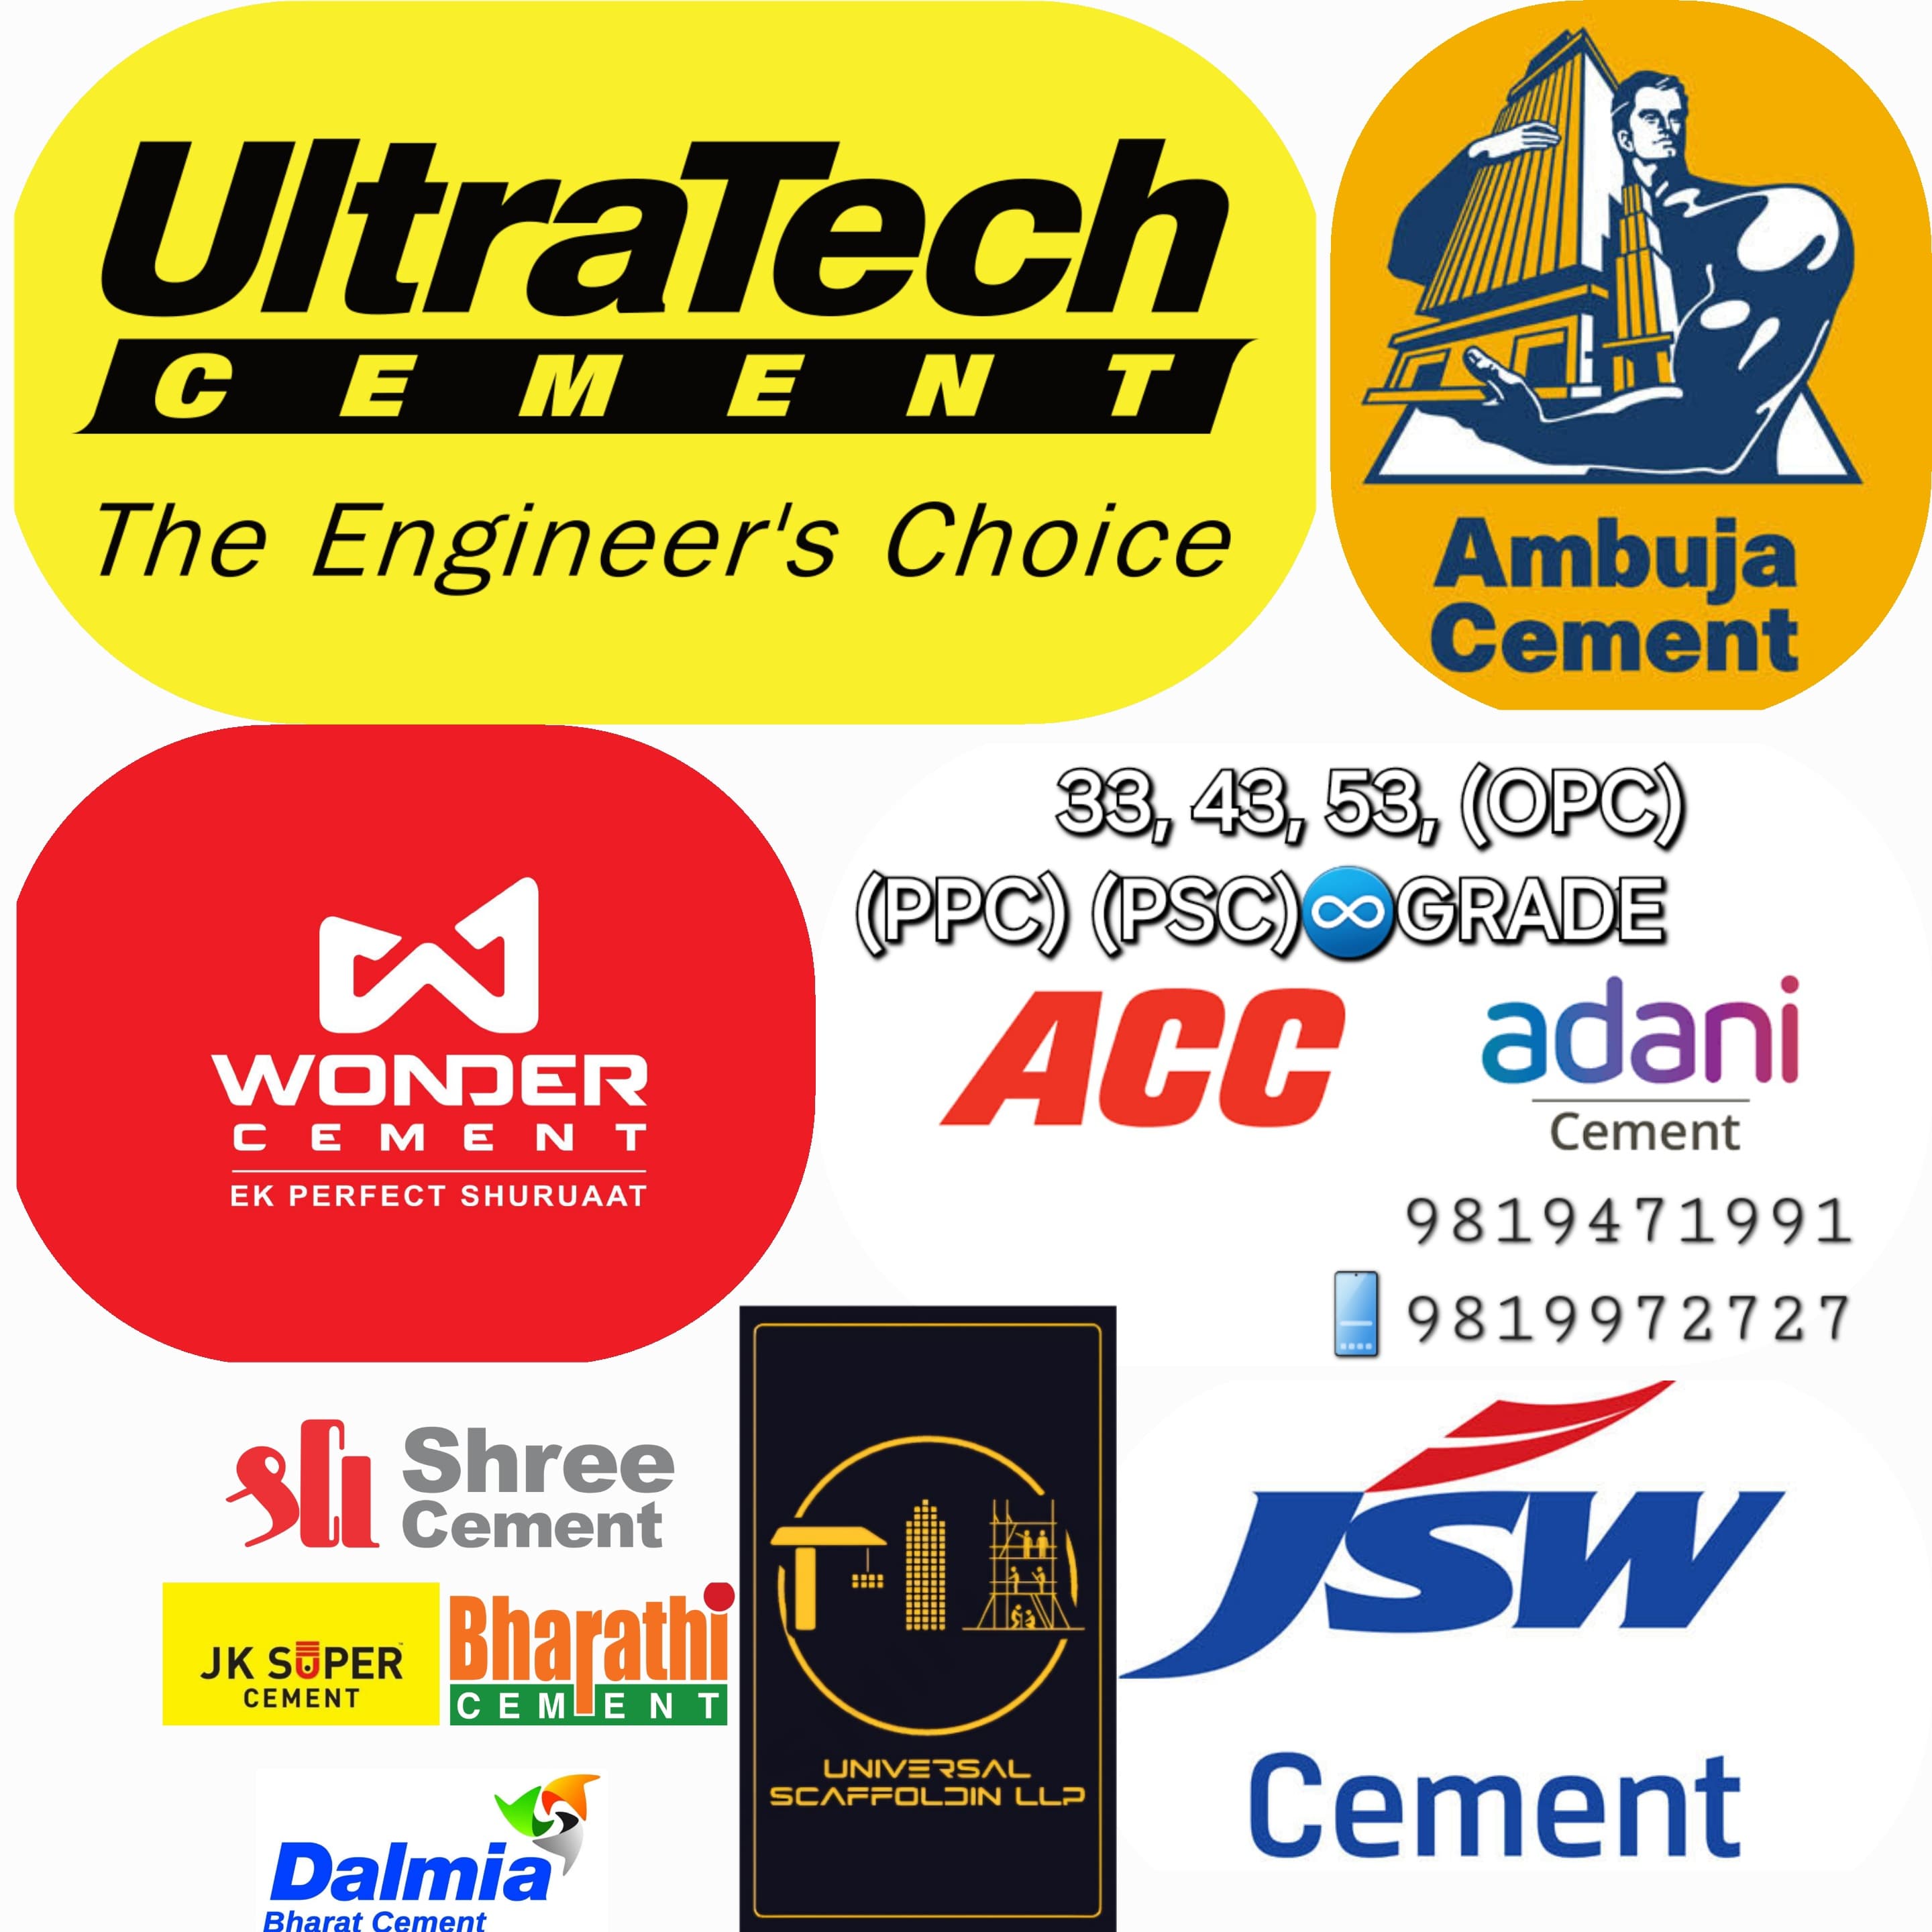 UltraTech
CEMENT
The Engineer's Choice
Ambuja
Cement
WONDER
CEMENT
EK PERFECT SHURUAAT
33, 43, 53, (OPC)
(PPC) (PSC)♾GRADE
ACC
adani
Cement
9819471991
9819972727
Shree
Cement
JK SUPER
CEMENT
Bharathi
CEMENT
Dalmia
Bharat Cement
UNIVERSAL
SCAFFOLDIN LLP
JSW
Cement